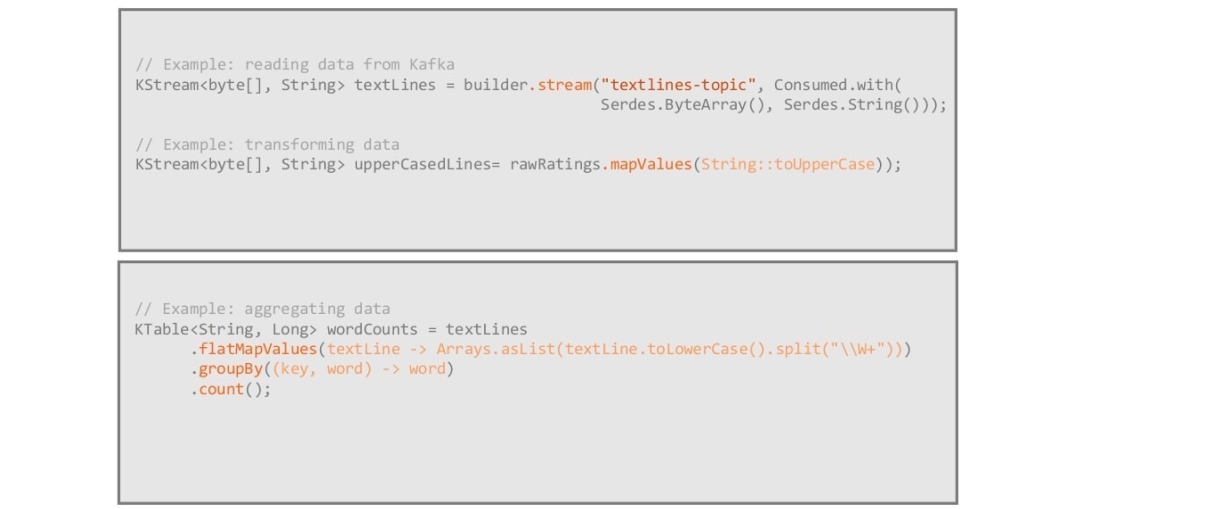 // Example: reading data from Kafka
KStream<byte[], String> textLines = builder.stream("textlines-topic", Consumed.with(
Serdes.ByteArray(), Serdes.String()));
// Example: transforming data
KStream<byte[], String> upperCasedLines= rawRatings.mapValues(String::toUpperCase));
// Example: aggregating data
KTable<String, Long> wordCounts = textLines
.flatMapValues(textLine -> Arrays.asList(textLine.toLowerCase().split("\\W+")))
.groupBy((key, word) -> word)
.count();